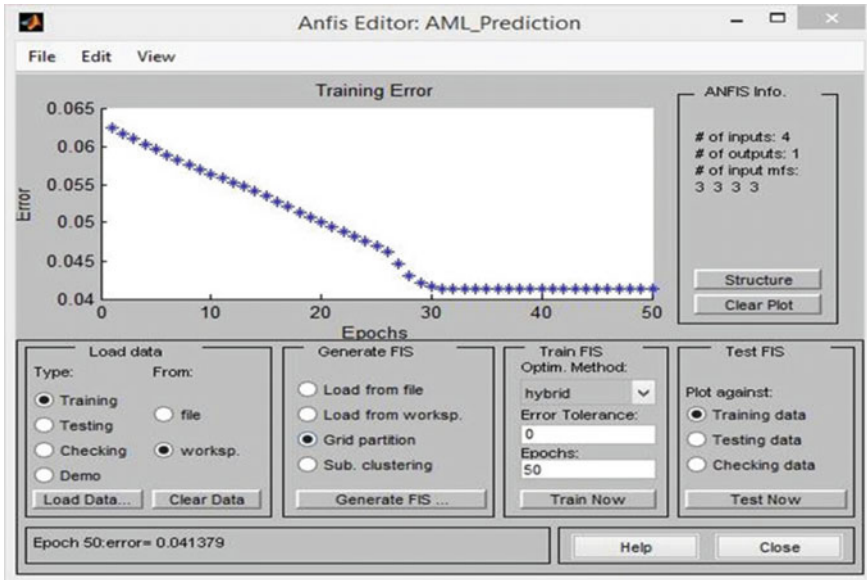 Anfis Editor: AML_Prediction
File Edit View
Training Error
0.065
0.06
0.055
0.05
0.045
0.04
Error
0 10 20 30 40 50
Epochs
ANFIS Info.
# of inputs: 4
# of outputs: 1
# of input mfs:
3 3 3 3
Structure
Clear Plot
Load data
Type: From:
Training
Testing
Checking
Demo
file
worksp.
Load Data... Clear Data
Generate FIS
Load from file
Load from worksp.
Grid partition
Sub. clustering
Generate FIS ...
Train FIS
Optim. Method:
hybrid
Error Tolerance:
0
Epochs:
50
Train Now
Test FIS
Plot against:
Training data
Testing data
Checking data
Test Now
Epoch 50:error= 0.041379
Help Close